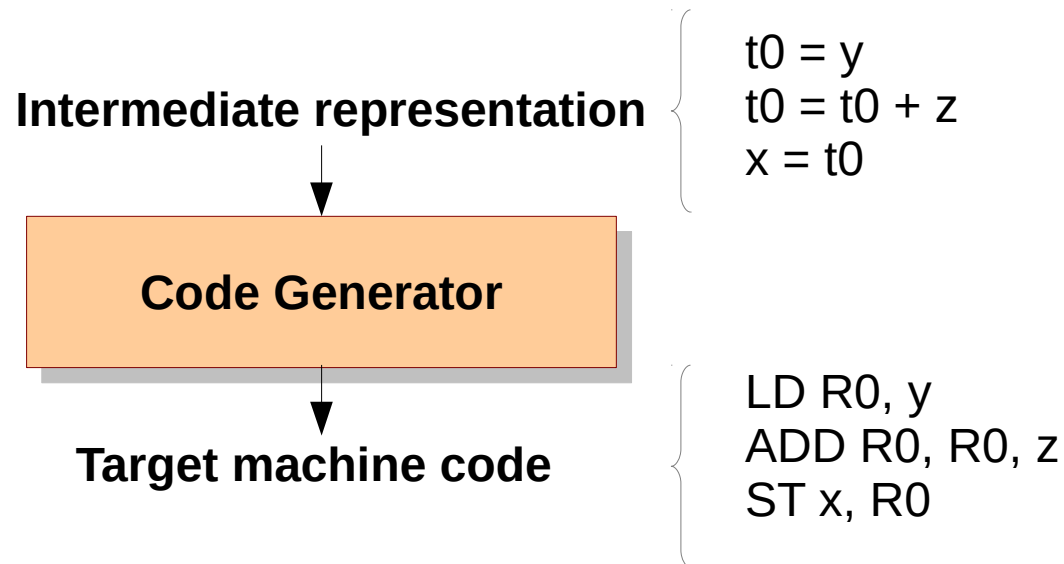 Intermediate representation
t0 = y
t0 = t0 + z
x = t0
Code Generator
Target machine code
LD R0, y
ADD R0, R0, z
ST x, R0